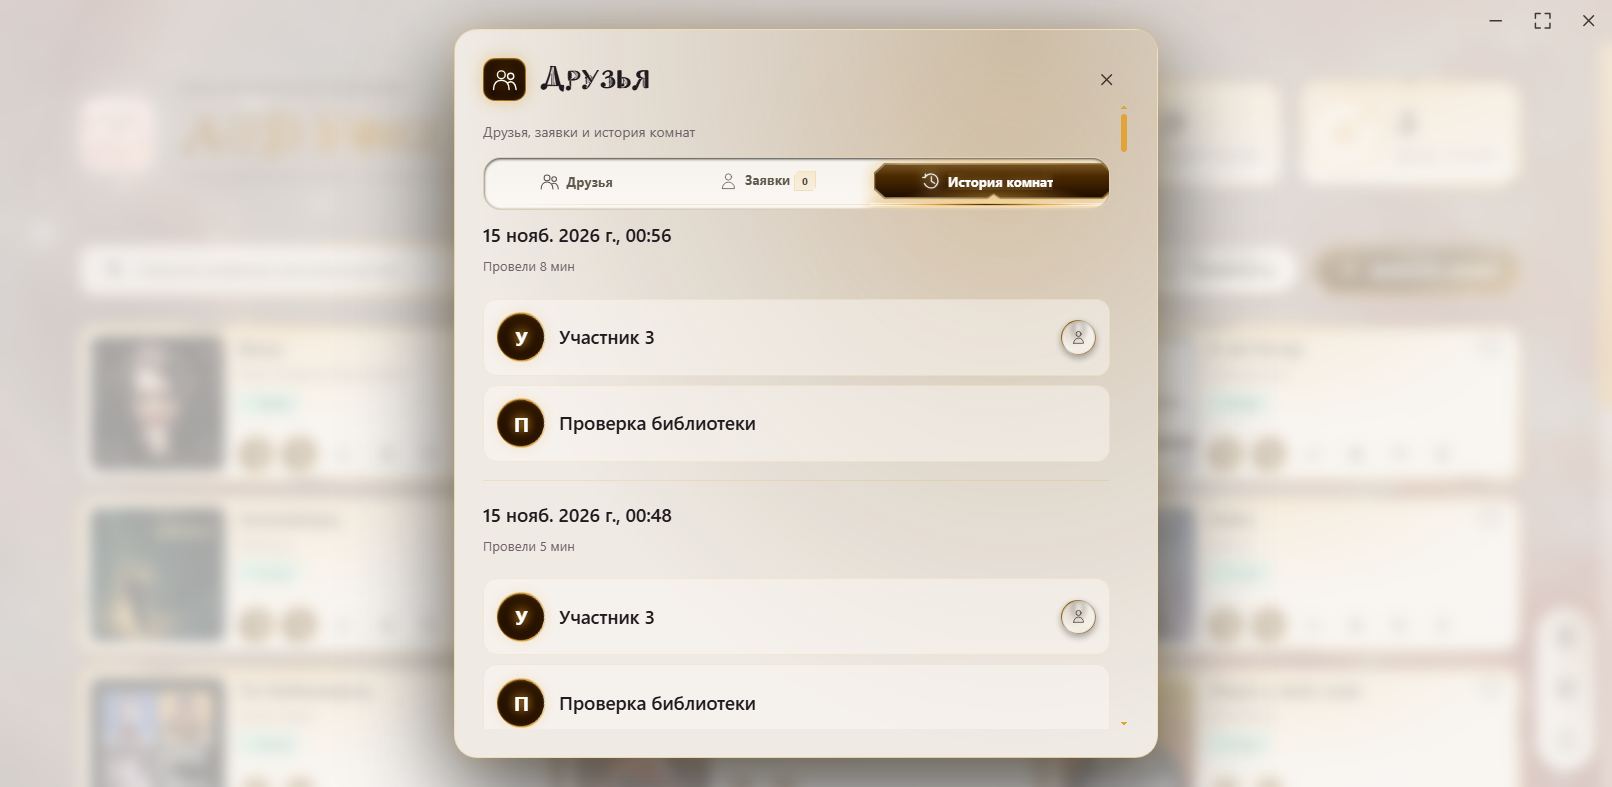 Друзья
Друзья, заявки и история комнат
Друзья
Заявки 0
История комнат
15 нояб. 2026 г., 00:56
Провели 8 мин
У
Участник 3
П
Проверка библиотеки
15 нояб. 2026 г., 00:48
Провели 5 мин
У
Участник 3
П
Проверка библиотеки